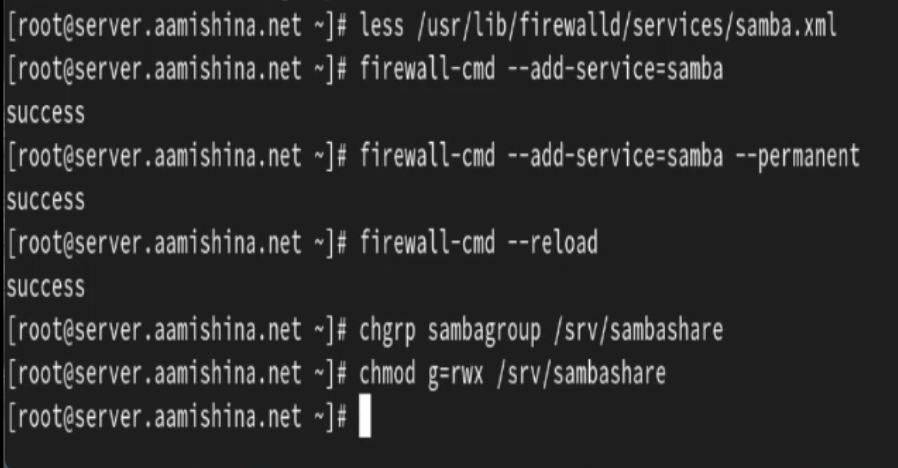 [root@server.aamishina.net ~]# less /usr/lib/firewalld/services/samba.xml
[root@server.aamishina.net ~]# firewall-cmd --add-service=samba
success
[root@server.aamishina.net ~]# firewall-cmd --add-service=samba --permanent
success
[root@server.aamishina.net ~]# firewall-cmd --reload
success
[root@server.aamishina.net ~]# chgrp sambagroup /srv/sambashare
[root@server.aamishina.net ~]# chmod g=rwx /srv/sambashare
[root@server.aamishina.net ~]#